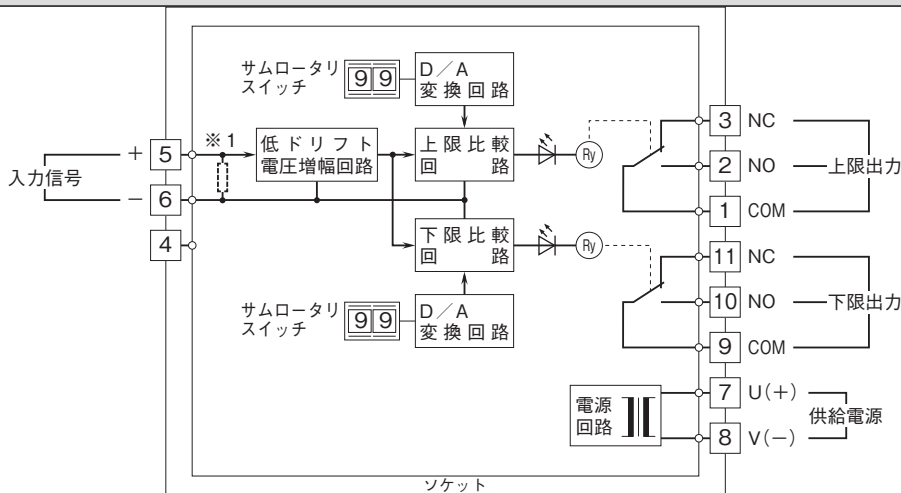 サムロータリ
スイッチ
9 9
D/A
変換回路
3 NC
※1
低ドリフト
電圧増幅回路
上限比較
回路
Ry
+ 5
2 NO
上限出力
入力信号
− 6
1 COM
4
下限比較
回路
Ry
11 NC
サムロータリ
スイッチ
9 9
D/A
変換回路
10 NO
下限出力
9 COM
電源
回路
7 U(+)
供給電源
8 V(−)
ソケット